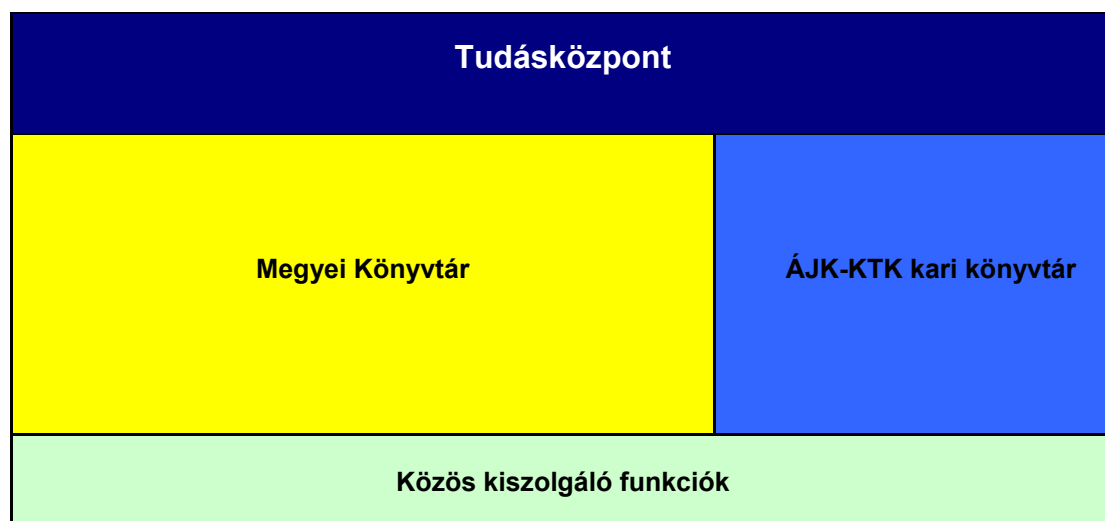 Tudásközpont
Megyei Könyvtár
ÁJK-KTK kari könyvtár
Közös kiszolgáló funkciók